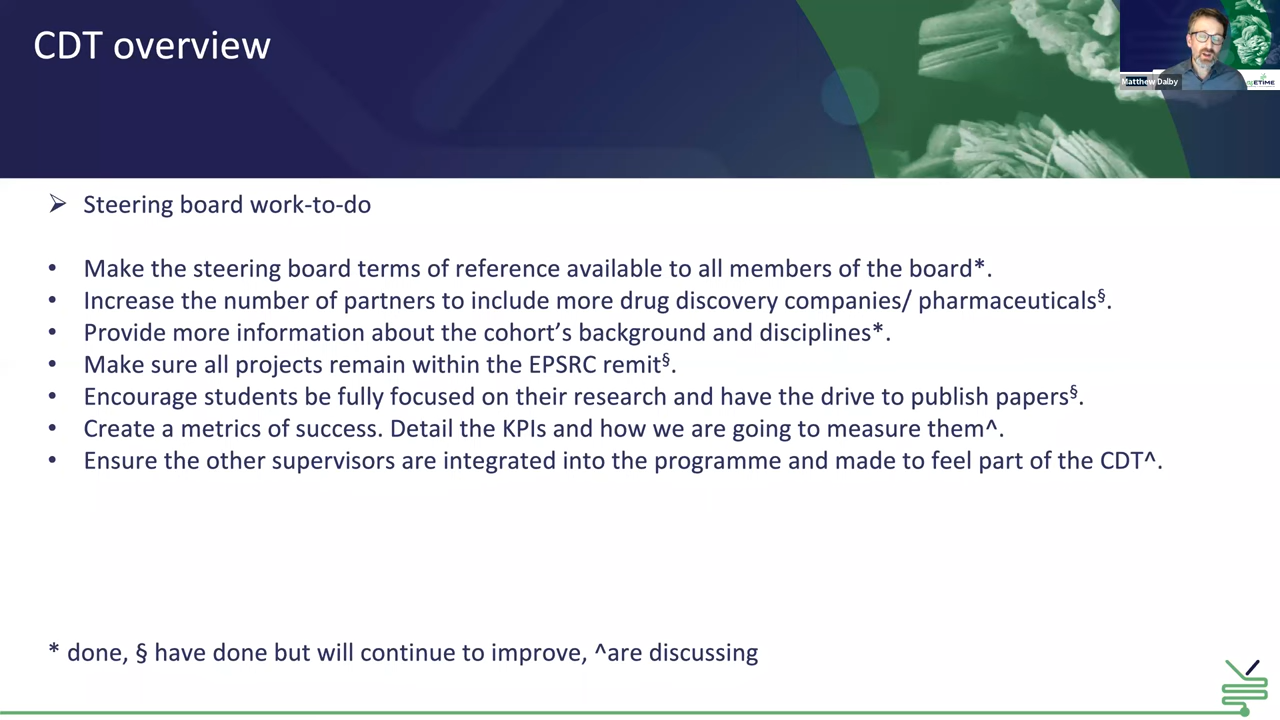 CDT overview
Matthew Dalby
ETIME
➢ Steering board work-to-do
• Make the steering board terms of reference available to all members of the board*.
• Increase the number of partners to include more drug discovery companies/ pharmaceuticals§.
• Provide more information about the cohort's background and disciplines*.
• Make sure all projects remain within the EPSRC remit§.
• Encourage students be fully focused on their research and have the drive to publish papers§.
• Create a metrics of success. Detail the KPIs and how we are going to measure them^.
• Ensure the other supervisors are integrated into the programme and made to feel part of the CDT^.
* done, § have done but will continue to improve, ^are discussing